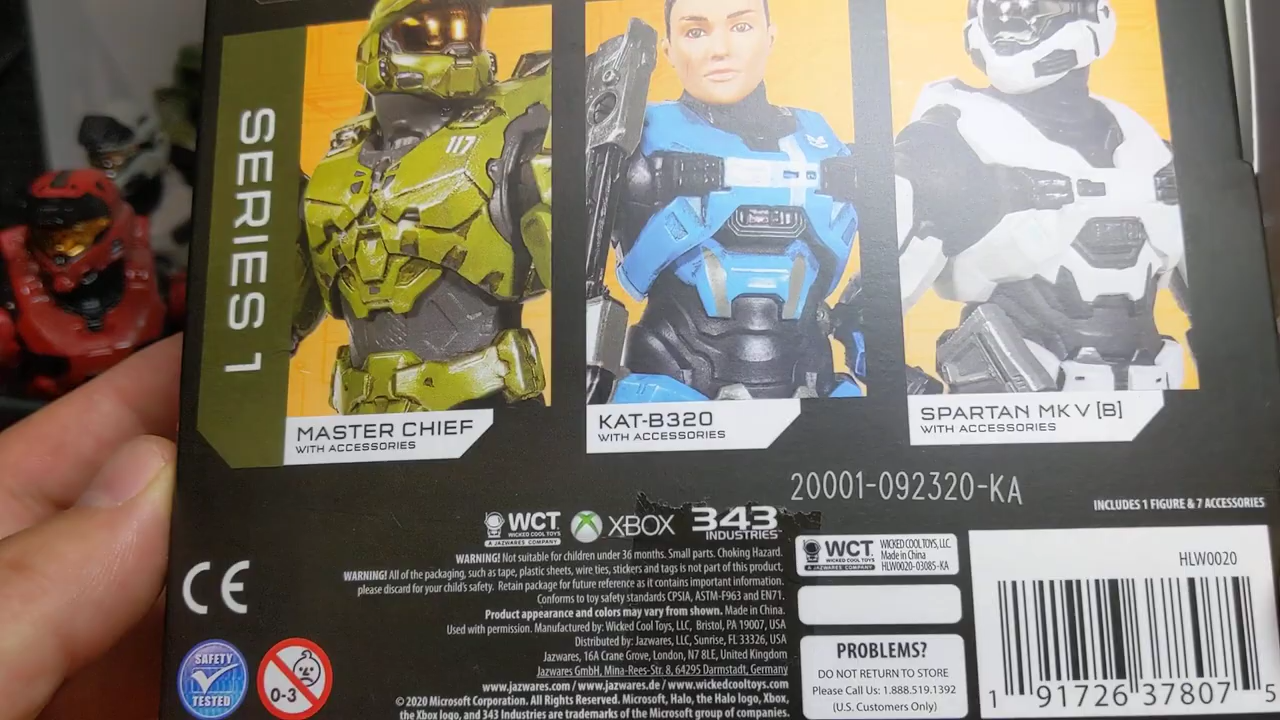 SERIES 1
117
MASTER CHIEF
WITH ACCESSORIES
KAT-B320
WITH ACCESSORIES
SPARTAN MK V [B]
WITH ACCESSORIES
20001-092320-KA
INCLUDES 1 FIGURE & 7 ACCESSORIES
WCT
WICKED COOL TOYS
A JAZWARES COMPANY
XBOX
343
INDUSTRIES
CE
WARNING! Not suitable for children under 36 months. Small parts. Choking Hazard.
WARNING! All of the packaging, such as tape, plastic sheets, wire ties, stickers and tags is not part of this product,
please discard for your child's safety. Retain package for future reference as it contains important information.
Conforms to toy safety standards CPSIA, ASTM-F963 and EN71.
Product appearance and colors may vary from shown. Made in China.
Used with permission. Manufactured by: Wicked Cool Toys, LLC, Bristol, PA 19007, USA
Distributed by: Jazwares, LLC, Sunrise, FL 33326, USA
Jazwares, 16A Crane Grove, London, N7 8LE, United Kingdom
Jazwares GmbH, Mina-Rees-Str. 8, 64295 Darmstadt, Germany
www.jazwares.com / www.jazwares.de / www.wickedcooltoys.com
© 2020 Microsoft Corporation. All Rights Reserved. Microsoft, Halo, the Halo logo, Xbox,
the Xbox logo, and 343 Industries are trademarks of the Microsoft group of companies.
SAFETY
TESTED
0-3
WCT
WICKED COOL TOYS
A JAZWARES COMPANY
WICKED COOL TOYS, LLC.
Made in China
HLW0020-03085-KA
PROBLEMS?
DO NOT RETURN TO STORE
Please Call Us: 1.888.519.1392
(U.S. Customers Only)
HLW0020
1 91726 37807 5